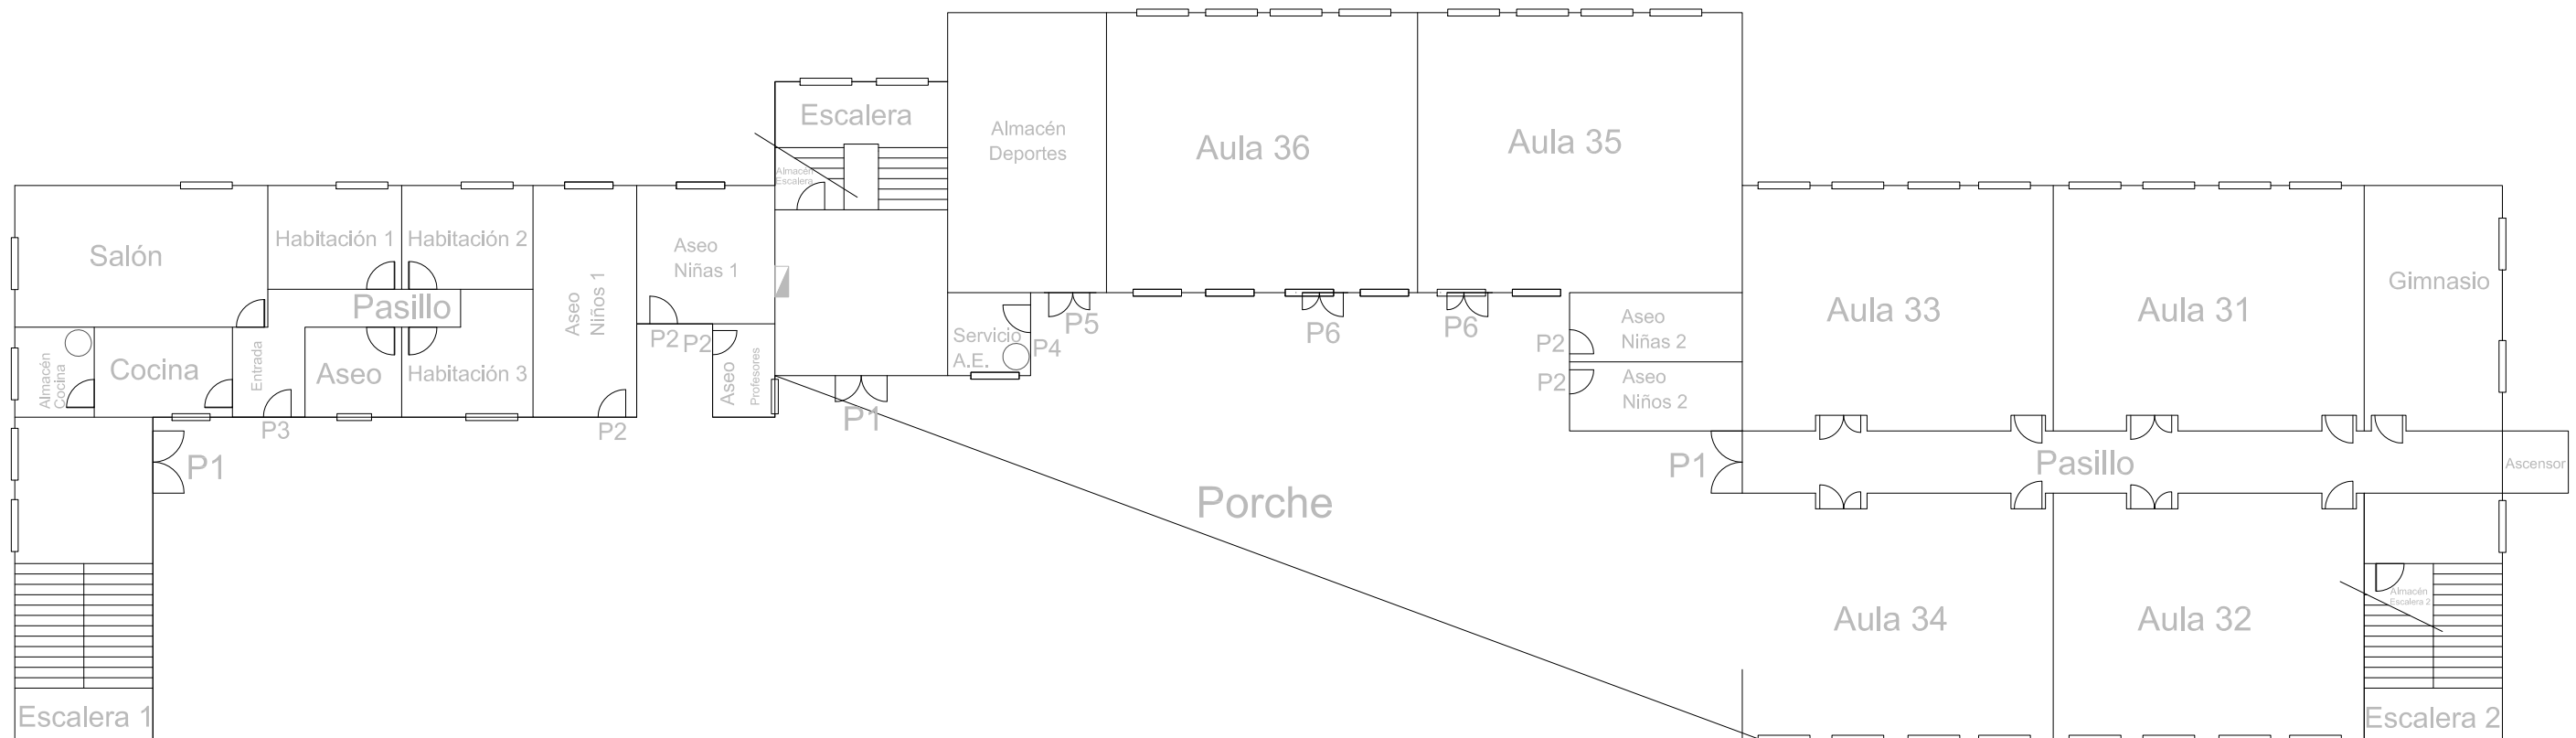 Escalera
Almacén
Escalera
Almacén
Deportes
Aula 36
Aula 35
Salón
Habitación 1
Habitación 2
Pasillo
Almacén
Cocina
Cocina
Entrada
Aseo
Habitación 3
Aseo
Niños 1
Aseo
Niñas 1
Aseo
Profesores
P3
P2
P2
P2
P1
Escalera 1
Servicio
A.E.
P4
P5
P1
P6
P6
P2
P2
Aseo
Niñas 2
Aseo
Niños 2
Porche
P1
Aula 33
Aula 31
Gimnasio
Pasillo
Ascensor
Aula 34
Aula 32
Almacén
Escalera 2
Escalera 2